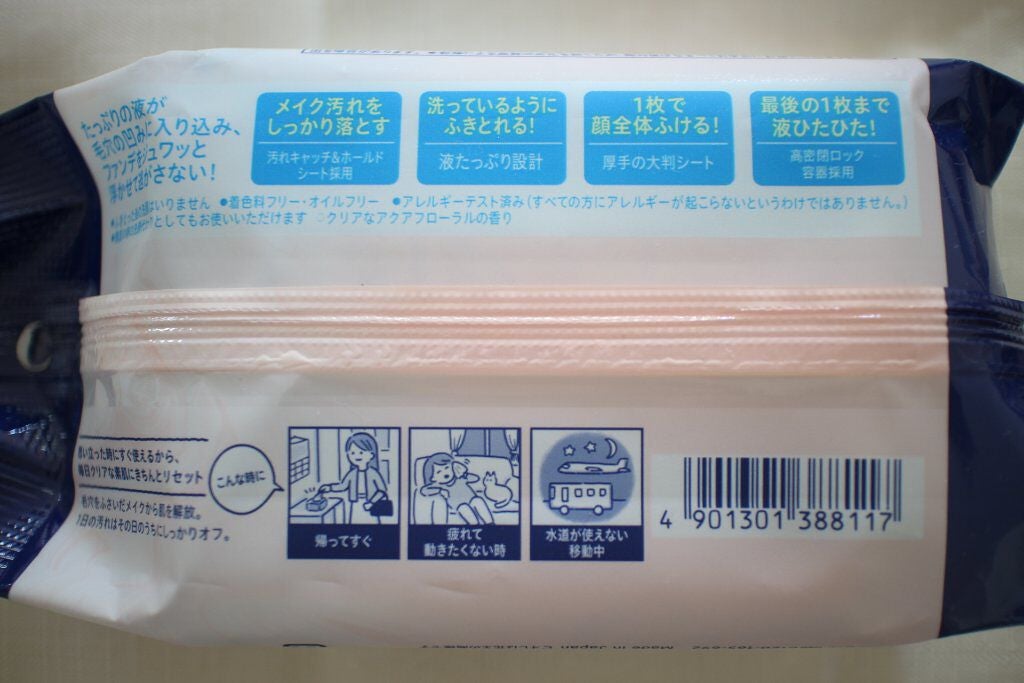 たっぷりの液が
毛穴の凹みに入り込み、
ファンデをジュワッと
浮かせて逃がさない!
メイク汚れを
しっかり落とす
汚れキャッチ&ホールド
シート採用
洗っているように
ふきとれる!
液たっぷり設計
1枚で
顔全体ふける!
厚手の大判シート
最後の1枚まで
液ひたひた!
高密閉ロック
容器採用
いりません ●着色料フリー・オイルフリー ●アレルギーテスト済み(すべての方にアレルギーが起こらないというわけではありません。)
としてもお使いいただけます ○クリアなアクアフローラルの香り
思い立った時にすぐ使えるから、
毎日クリアな素肌にきちんとリセット
毛穴をふさいだメイクから肌を解放。
1日の汚れはその日のうちにしっかりオフ。
こんな時に
帰ってすぐ
疲れて
動きたくない時
水道が使えない
移動中
4 901301 388117
Made in Japan